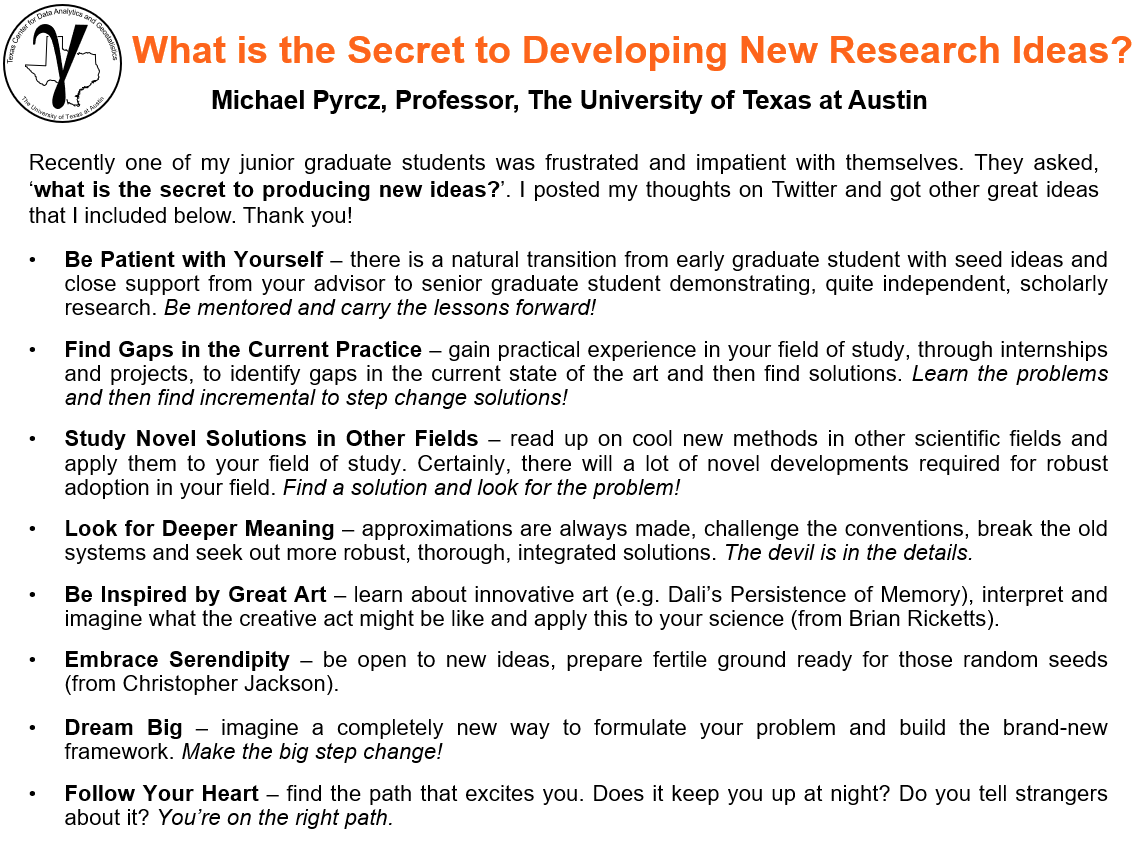 Texas Center for Data Analytics and Geostatistics
The University of Texas at Austin
γ
What is the Secret to Developing New Research Ideas?
Michael Pyrcz, Professor, The University of Texas at Austin
Recently one of my junior graduate students was frustrated and impatient with themselves. They asked,
‘what is the secret to producing new ideas?’. I posted my thoughts on Twitter and got other great ideas
that I included below. Thank you!
• Be Patient with Yourself – there is a natural transition from early graduate student with seed ideas and
close support from your advisor to senior graduate student demonstrating, quite independent, scholarly
research. Be mentored and carry the lessons forward!
• Find Gaps in the Current Practice – gain practical experience in your field of study, through internships
and projects, to identify gaps in the current state of the art and then find solutions. Learn the problems
and then find incremental to step change solutions!
• Study Novel Solutions in Other Fields – read up on cool new methods in other scientific fields and
apply them to your field of study. Certainly, there will a lot of novel developments required for robust
adoption in your field. Find a solution and look for the problem!
• Look for Deeper Meaning – approximations are always made, challenge the conventions, break the old
systems and seek out more robust, thorough, integrated solutions. The devil is in the details.
• Be Inspired by Great Art – learn about innovative art (e.g. Dali’s Persistence of Memory), interpret and
imagine what the creative act might be like and apply this to your science (from Brian Ricketts).
• Embrace Serendipity – be open to new ideas, prepare fertile ground ready for those random seeds
(from Christopher Jackson).
• Dream Big – imagine a completely new way to formulate your problem and build the brand-new
framework. Make the big step change!
• Follow Your Heart – find the path that excites you. Does it keep you up at night? Do you tell strangers
about it? You’re on the right path.